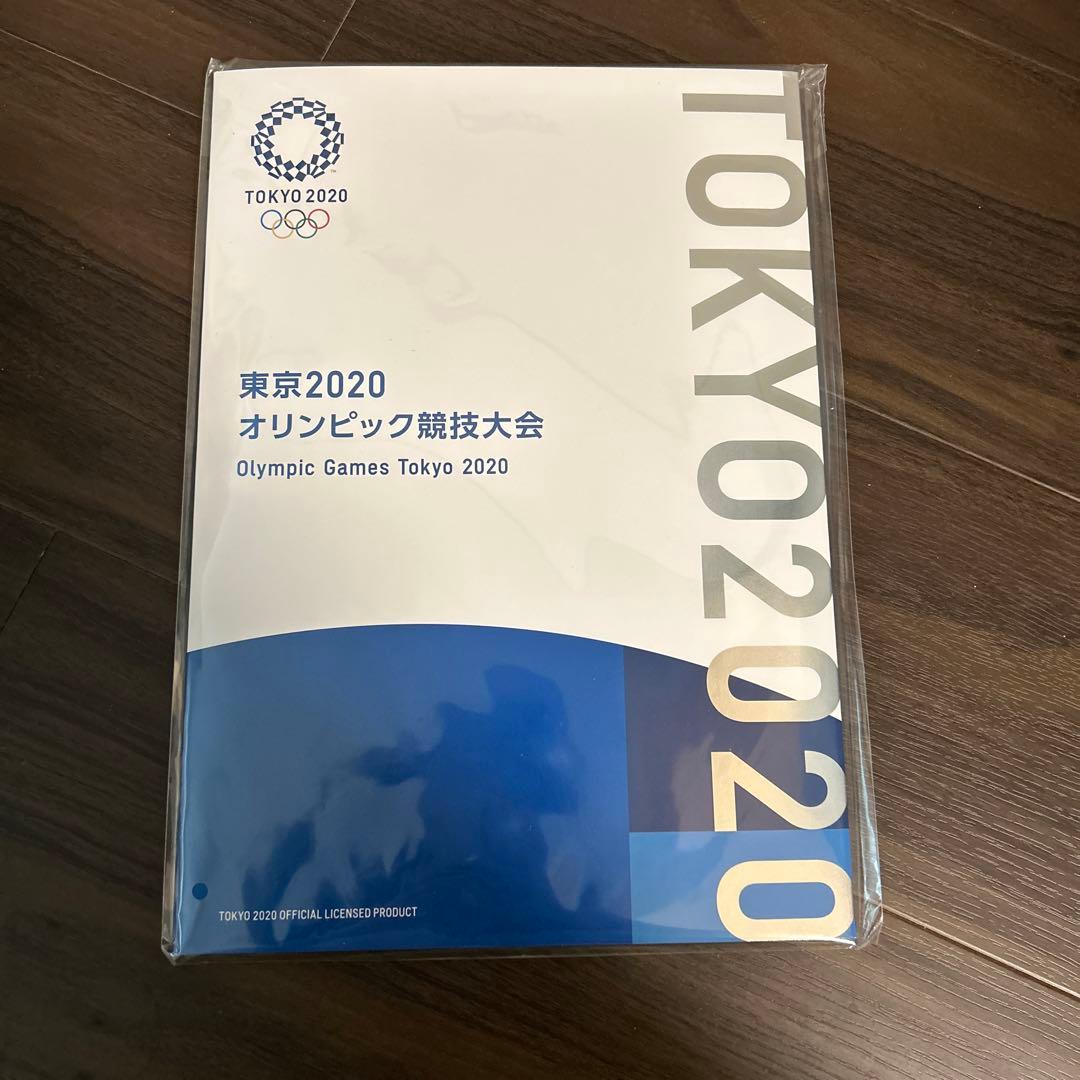 TOKYO 2020
東京2020
オリンピック競技大会
Olympic Games Tokyo 2020
TOKYO 2020 OFFICIAL LICENSED PRODUCT
TOKYO2020